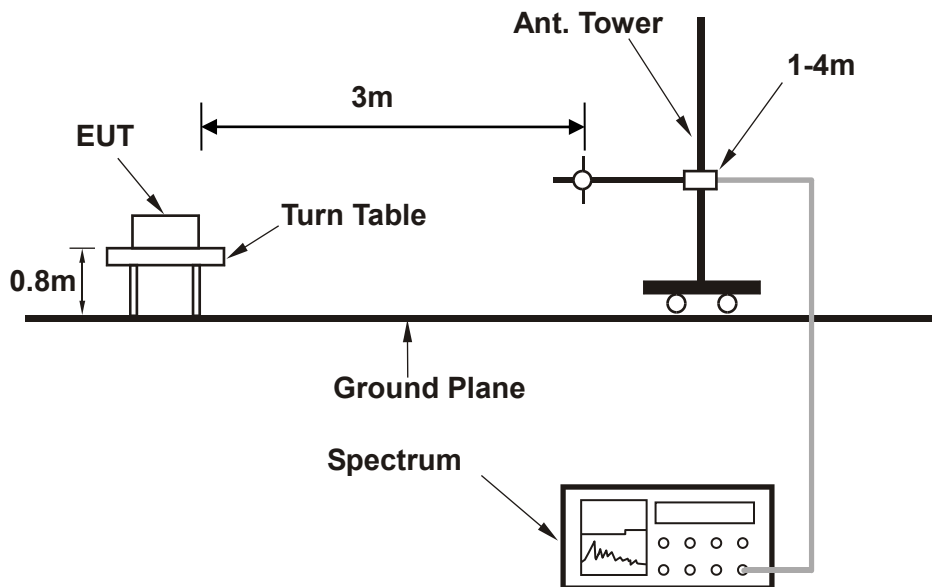 Ant. Tower
1-4m
3m
EUT
Turn Table
0.8m
Ground Plane
Spectrum